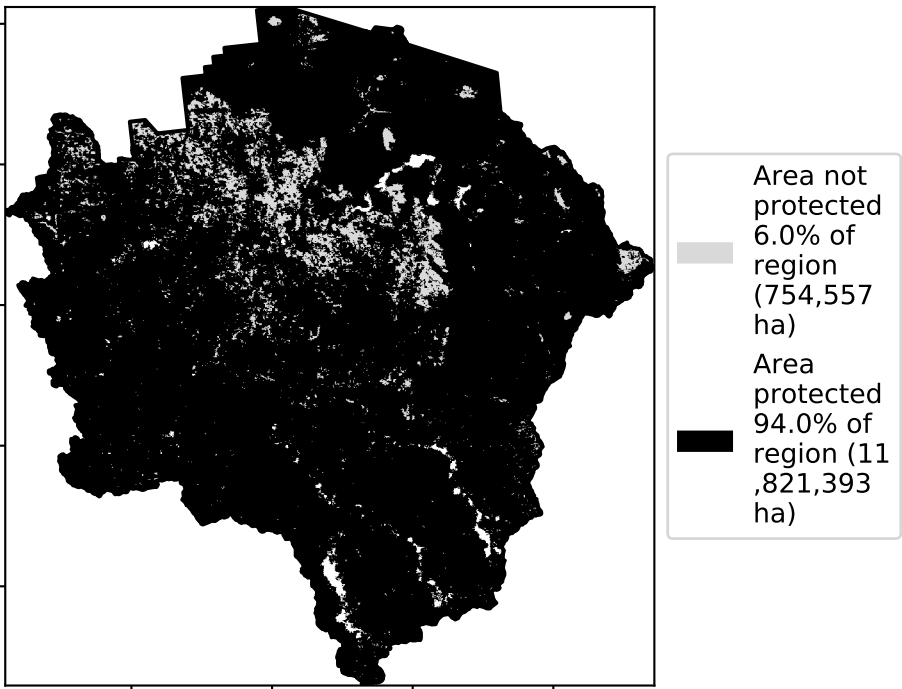 Area not
protected
6.0% of
region
(754,557
ha)
Area
protected
94.0% of
region (11
,821,393
ha)